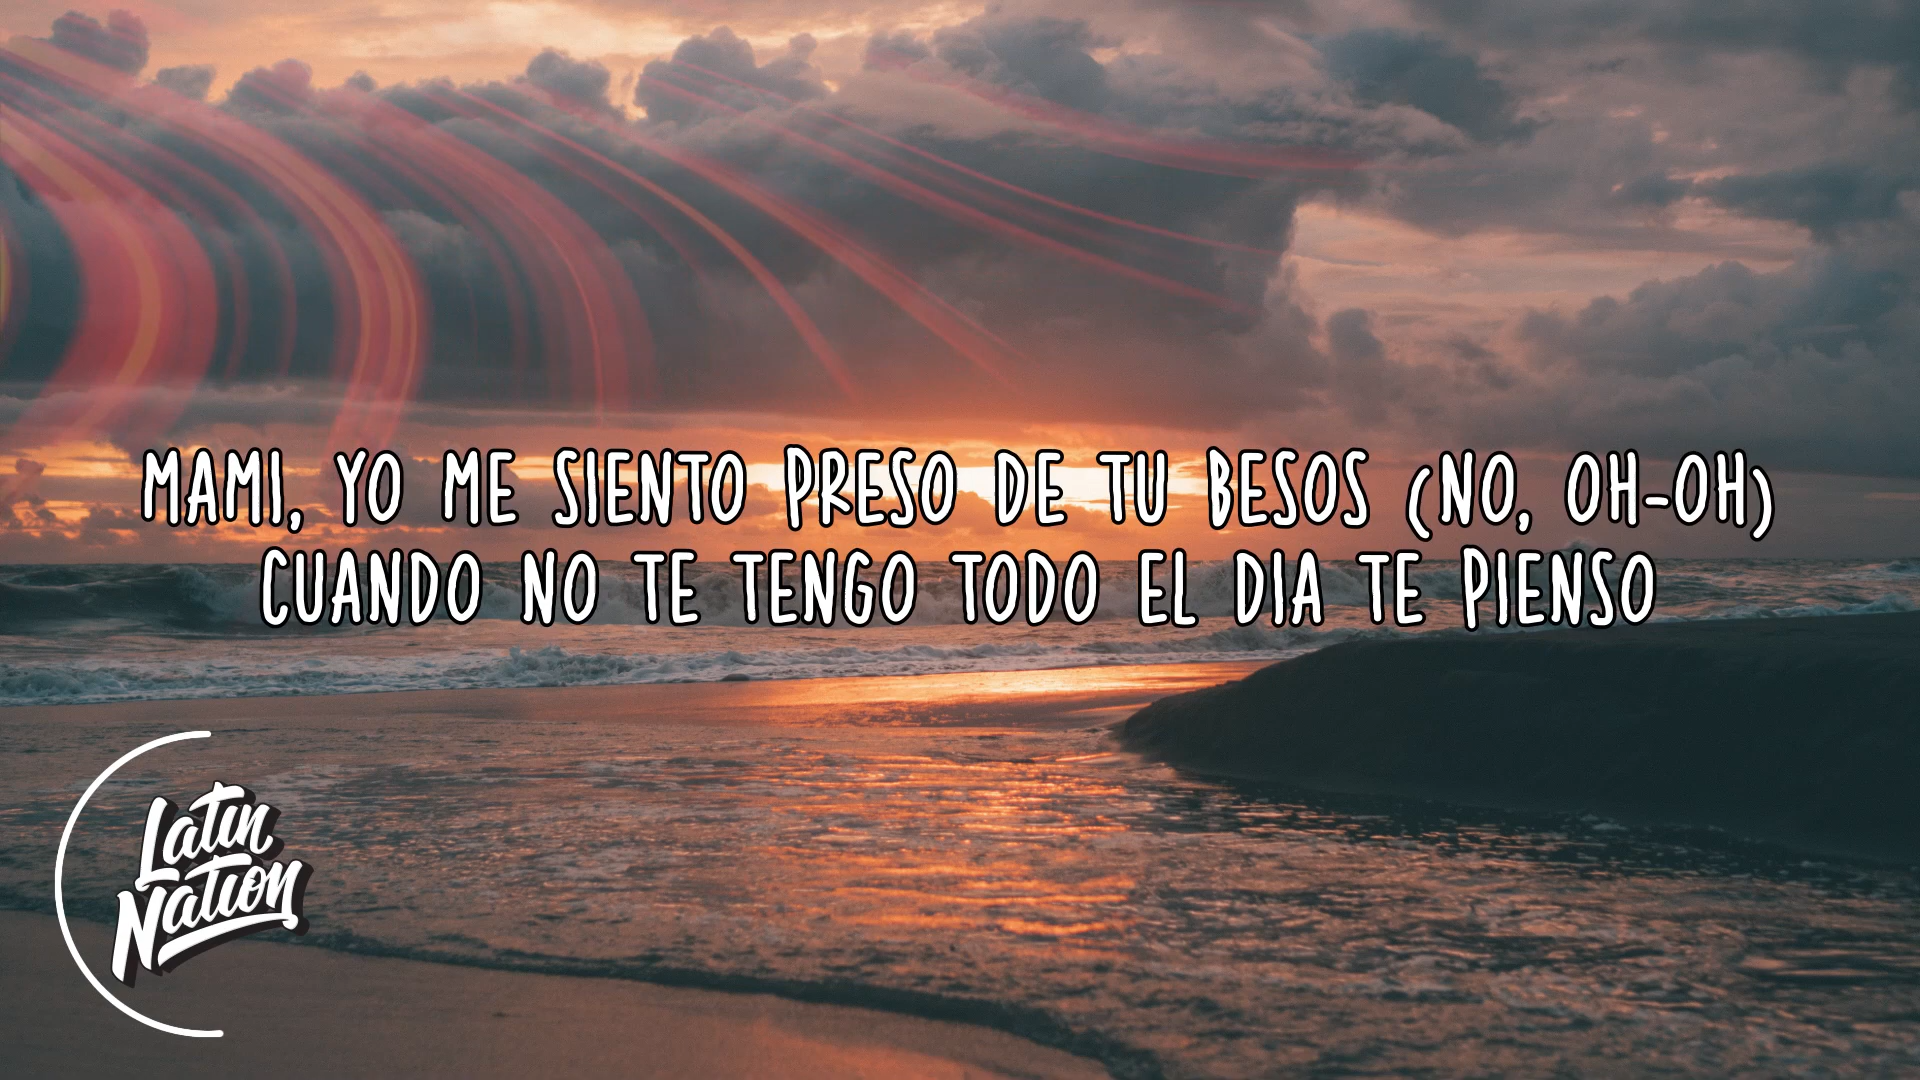 MAMI, YO ME SIENTO PRESO DE TU BESOS (NO, OH-OH)
CUANDO NO TE TENGO TODO EL DIA TE PIENSO
Latin
Nation